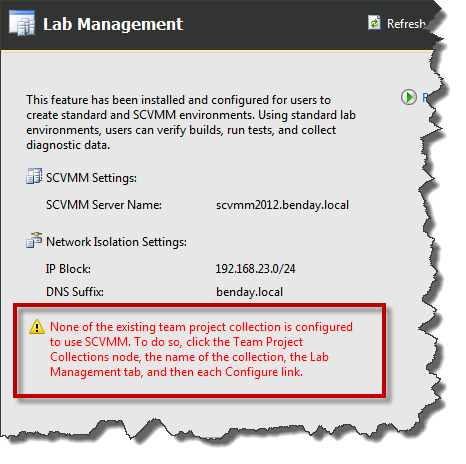 Lab Management
Refresh
This feature has been installed and configured for users to
create standard and SCVMM environments. Using standard lab
environments, users can verify builds, run tests, and collect
diagnostic data.
SCVMM Settings:
SCVMM Server Name: scvmm2012.benday.local
Network Isolation Settings:
IP Block: 192.168.23.0/24
DNS Suffix: benday.local
None of the existing team project collection is configured
to use SCVMM. To do so, click the Team Project
Collections node, the name of the collection, the Lab
Management tab, and then each Configure link.